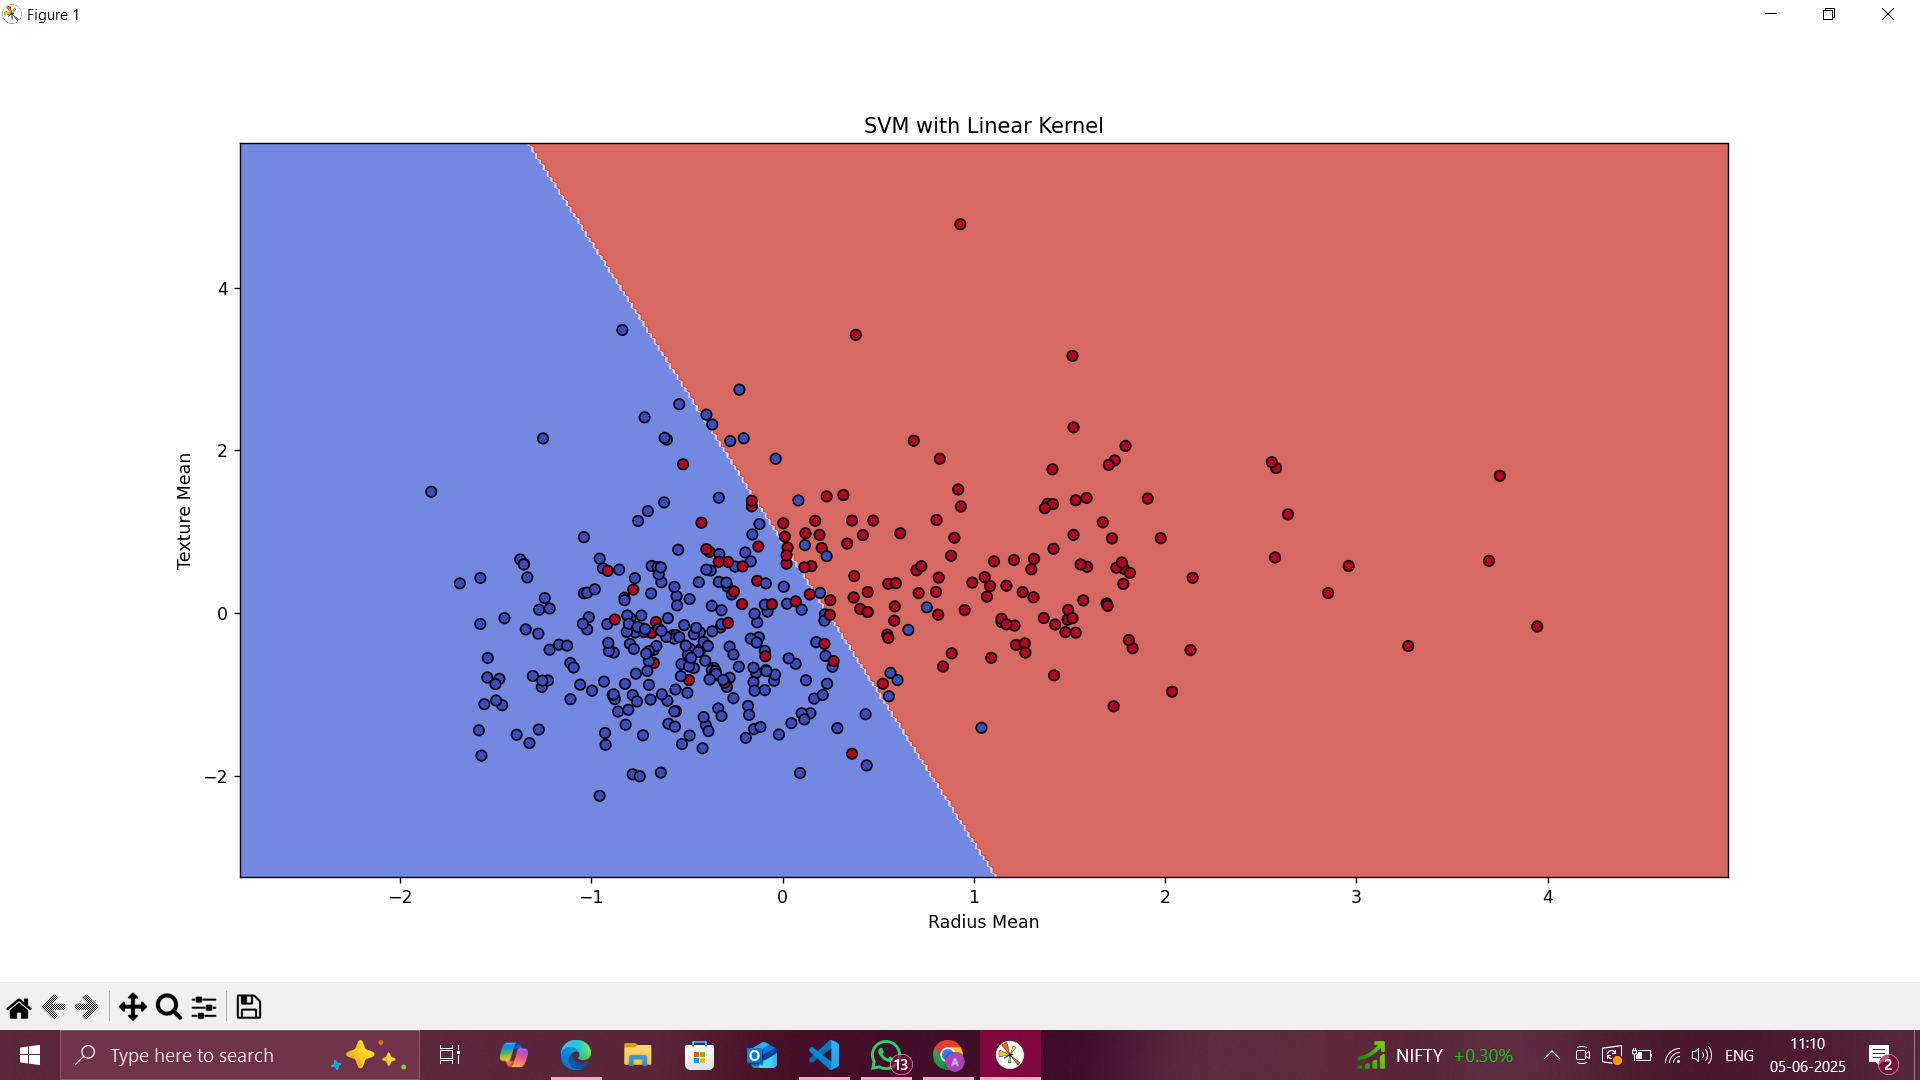 Figure 1
SVM with Linear Kernel
4
2
0
−2
Texture Mean
−2 −1 0 1 2 3 4
Radius Mean
Type here to search
13
A
NIFTY +0.30%
ENG
11:10
05-06-2025
2